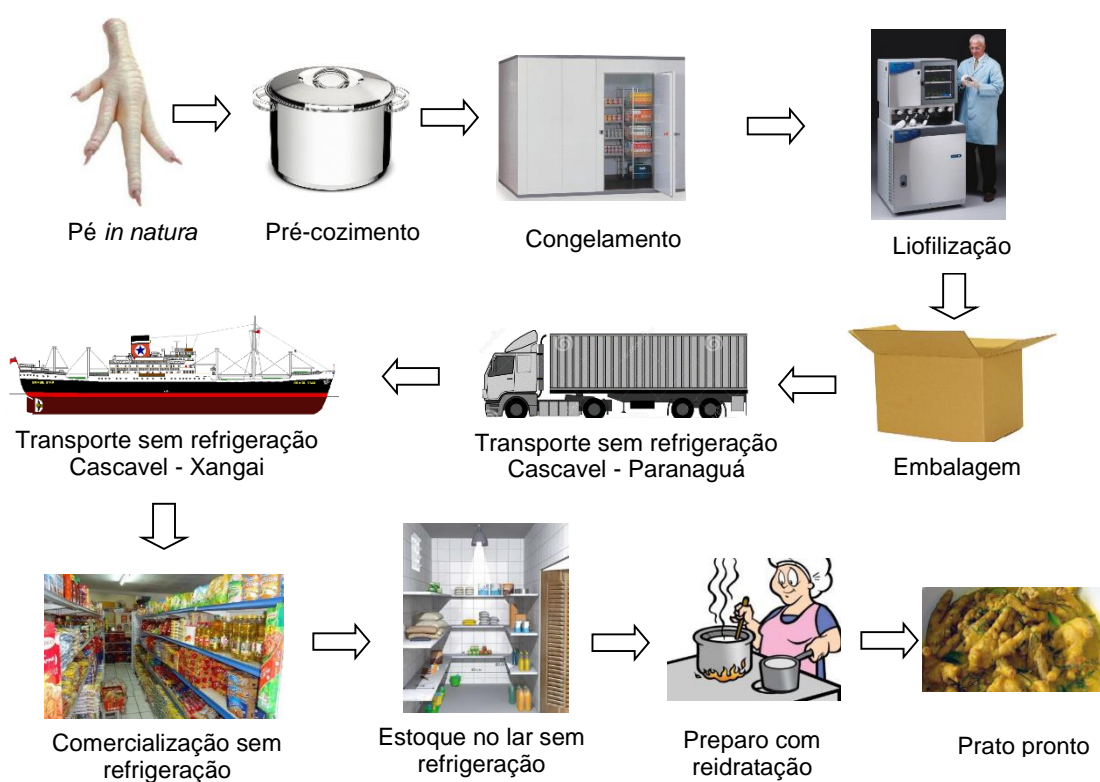 Pé in natura
Pré-cozimento
Congelamento
Liofilização
Transporte sem refrigeração
Cascavel - Xangai
Transporte sem refrigeração
Cascavel - Paranaguá
Embalagem
Comercialização sem
refrigeração
Estoque no lar sem
refrigeração
Preparo com
reidratação
Prato pronto